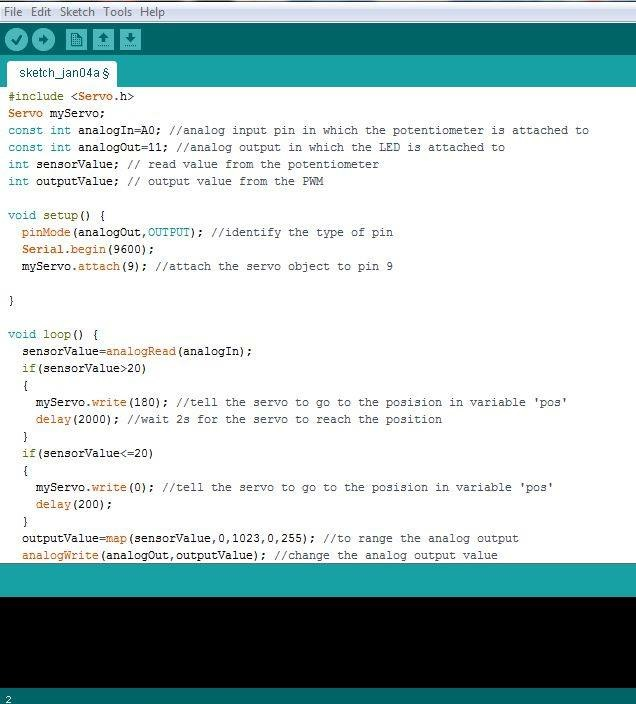 File Edit Sketch Tools Help
sketch_jan04a §
#include <Servo.h>
Servo myServo;
const int analogIn=A0; //analog input pin in which the potentiometer is attached to
const int analogOut=11; //analog output in which the LED is attached to
int sensorValue; // read value from the potentiometer
int outputValue; // output value from the PWM
void setup() {
pinMode(analogOut,OUTPUT); //identify the type of pin
Serial.begin(9600);
myServo.attach(9); //attach the servo object to pin 9
}
void loop() {
sensorValue=analogRead(analogIn);
if(sensorValue>20)
{
myServo.write(180); //tell the servo to go to the posision in variable 'pos'
delay(2000); //wait 2s for the servo to reach the position
}
if(sensorValue<=20)
{
myServo.write(0); //tell the servo to go to the posision in variable 'pos'
delay(200);
}
outputValue=map(sensorValue,0,1023,0,255); //to range the analog output
analogWrite(analogOut,outputValue); //change the analog output value
2